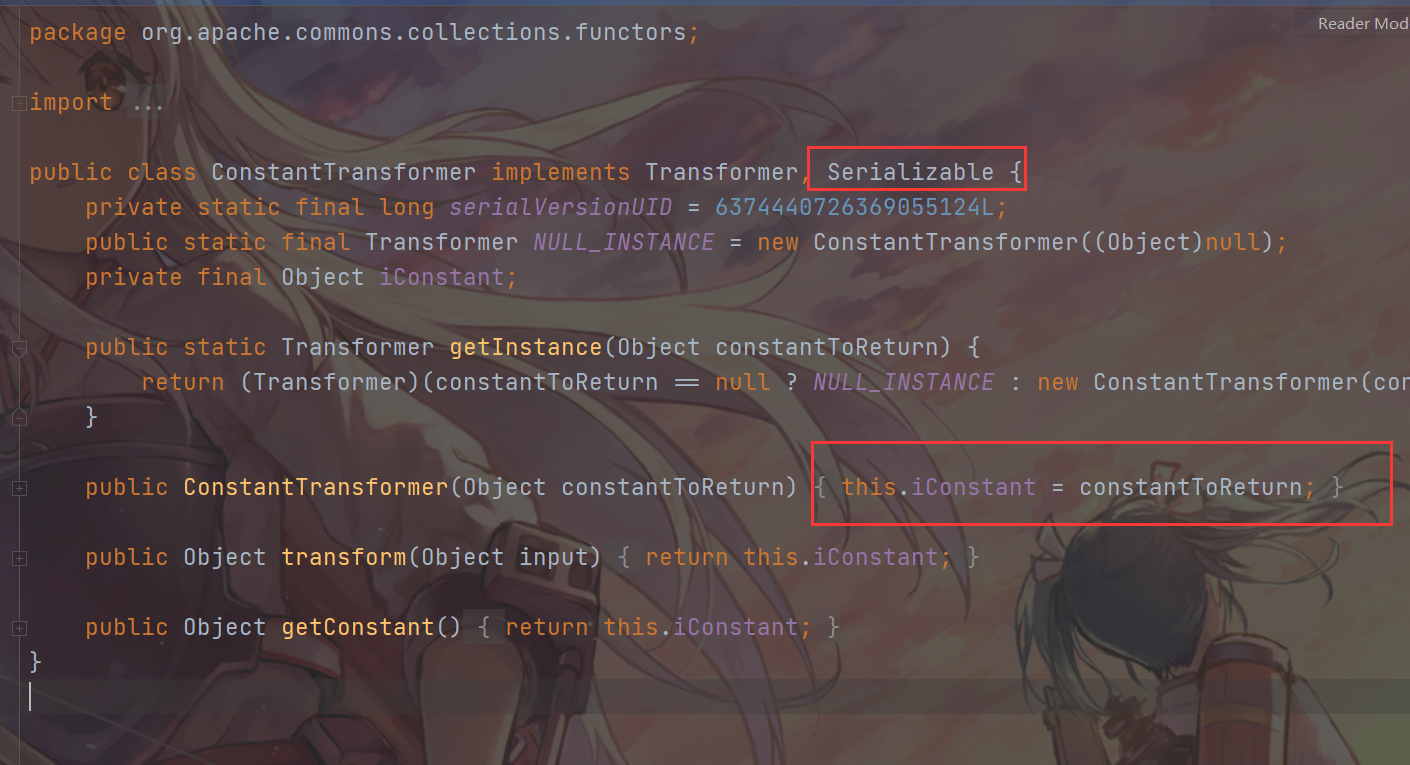 package org.apache.commons.collections.functors;
Reader Mod
import ...
public class ConstantTransformer implements Transformer, Serializable {
private static final long serialVersionUID = 6374440726369055124L;
public static final Transformer NULL_INSTANCE = new ConstantTransformer((Object)null);
private final Object iConstant;
public static Transformer getInstance(Object constantToReturn) {
return (Transformer)(constantToReturn == null ? NULL_INSTANCE : new ConstantTransformer(con
}
public ConstantTransformer(Object constantToReturn) { this.iConstant = constantToReturn; }
public Object transform(Object input) { return this.iConstant; }
public Object getConstant() { return this.iConstant; }
}